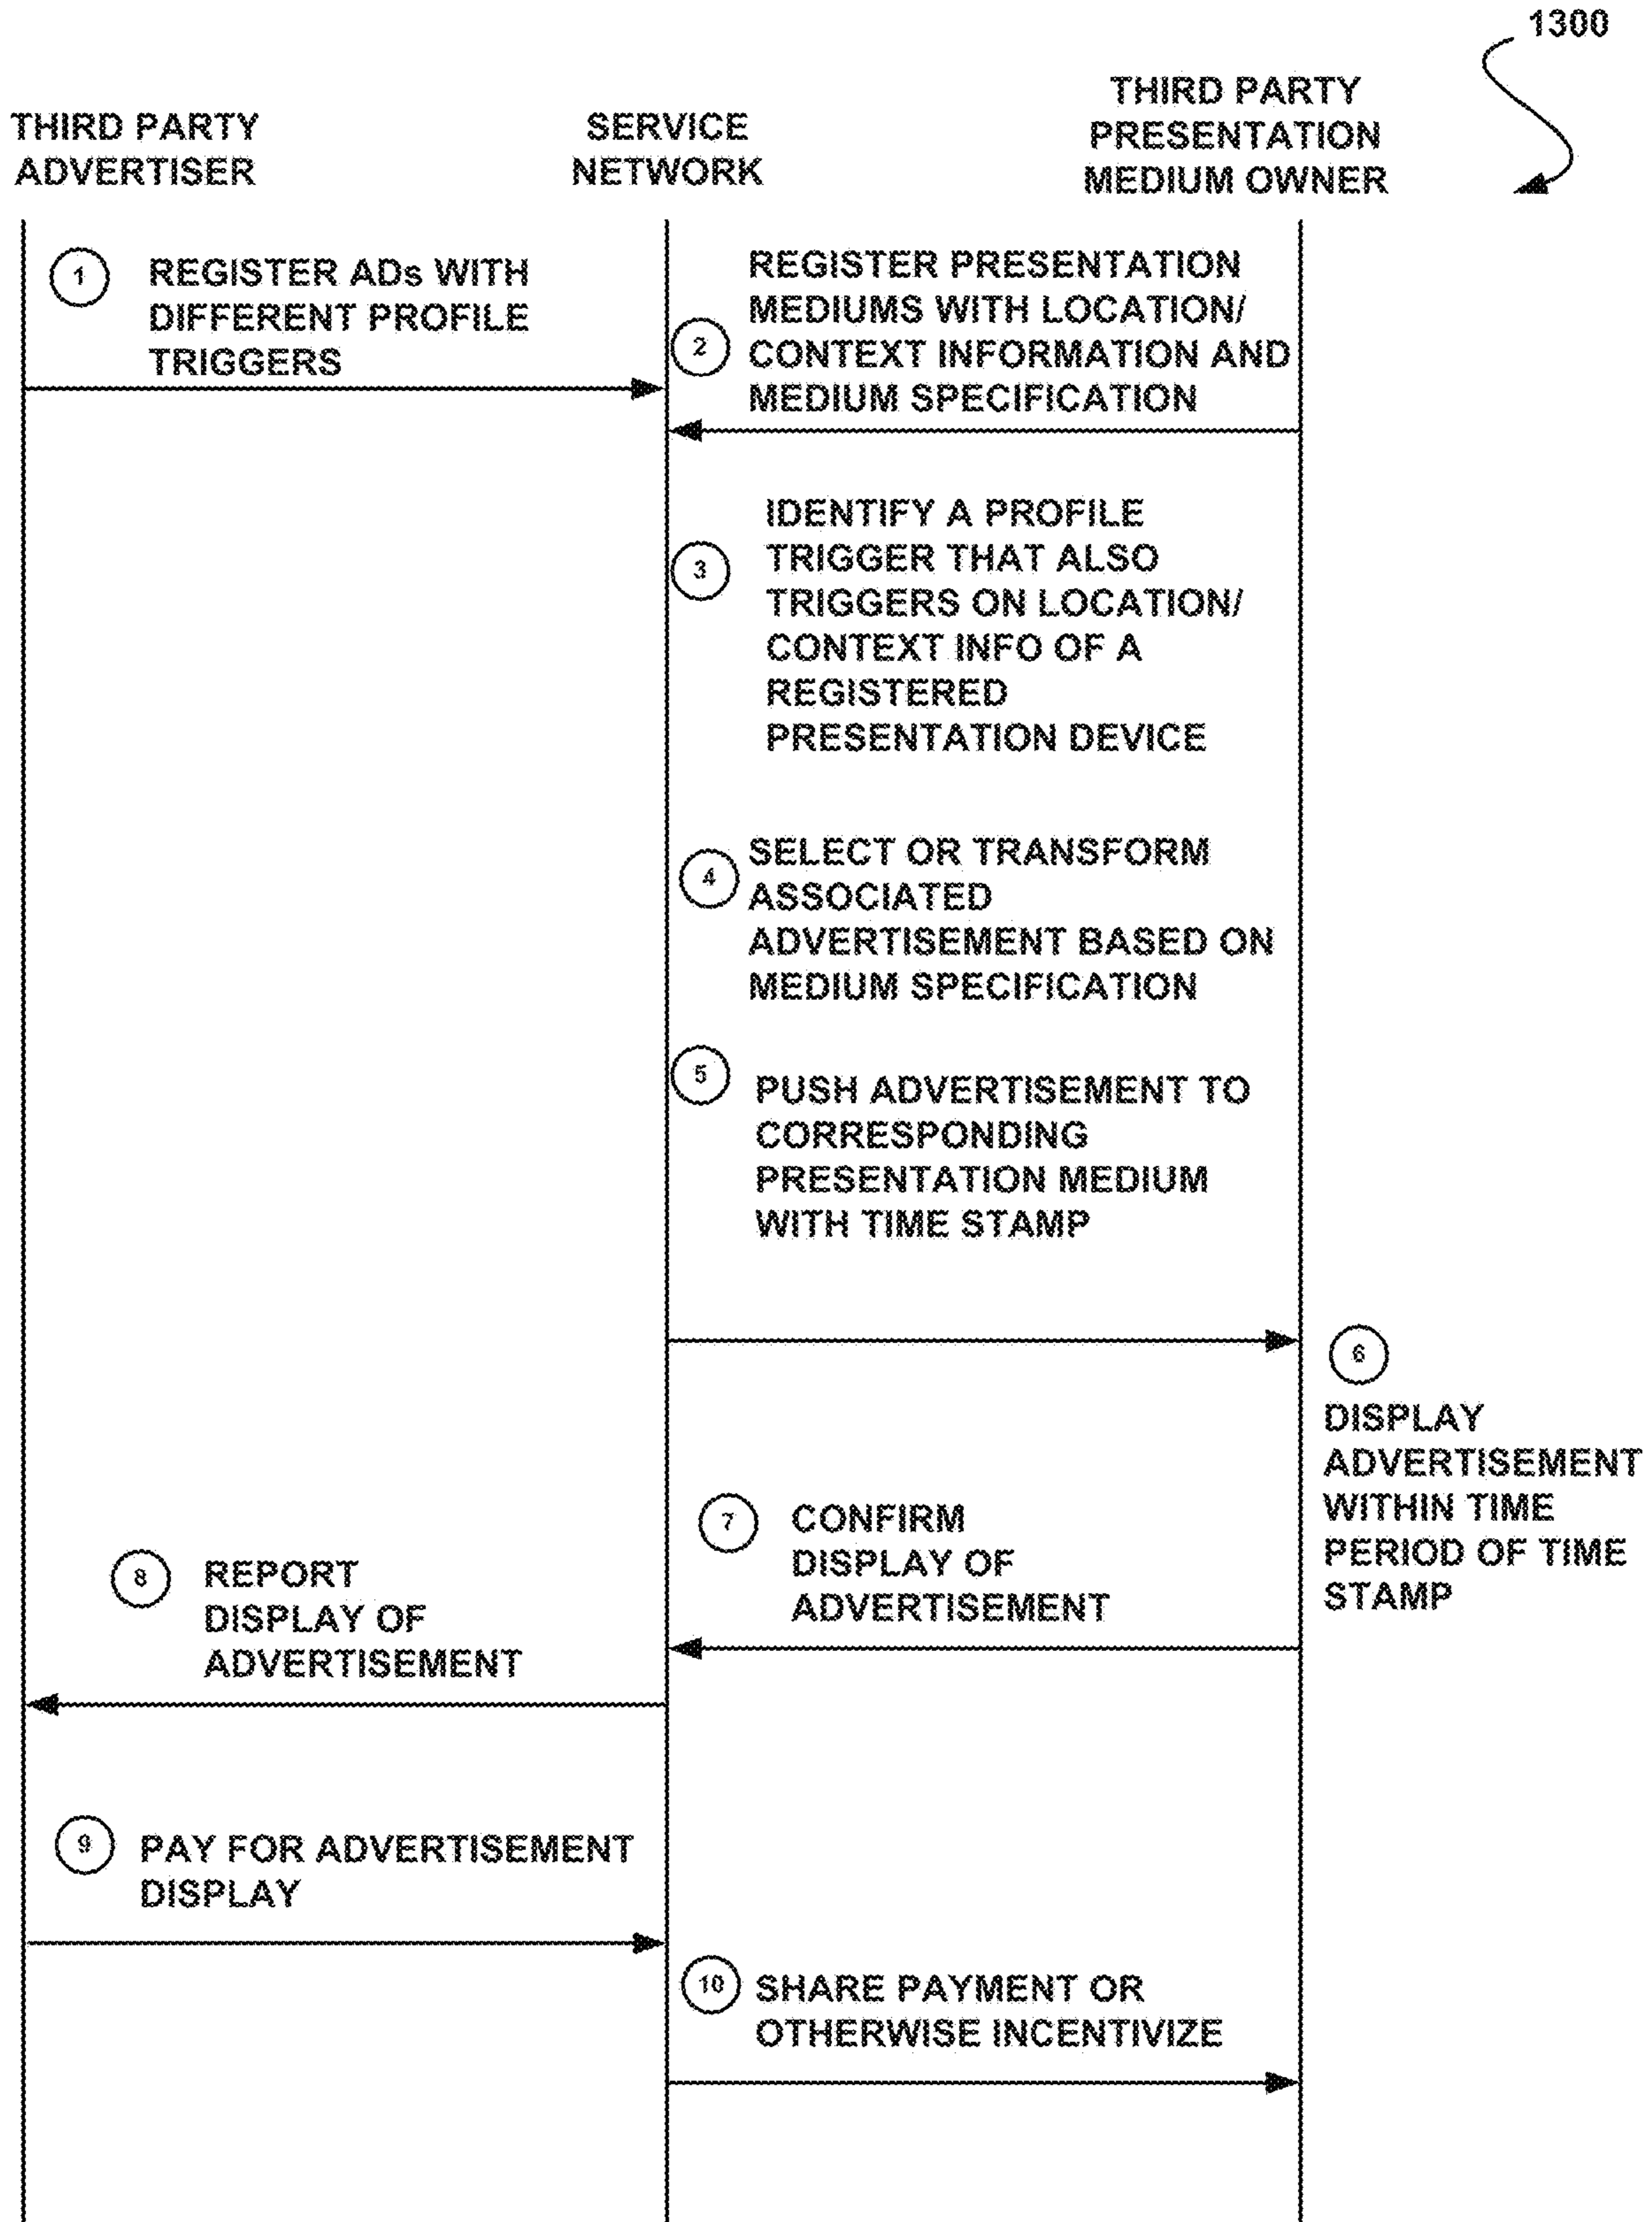 1300
THIRD PARTY
ADVERTISER
SERVICE
NETWORK
THIRD PARTY
PRESENTATION
MEDIUM OWNER
1
REGISTER ADs WITH
DIFFERENT PROFILE
TRIGGERS
2
REGISTER PRESENTATION
MEDIUMS WITH LOCATION/
CONTEXT INFORMATION AND
MEDIUM SPECIFICATION
3
IDENTIFY A PROFILE
TRIGGER THAT ALSO
TRIGGERS ON LOCATION/
CONTEXT INFO OF A
REGISTERED
PRESENTATION DEVICE
4
SELECT OR TRANSFORM
ASSOCIATED
ADVERTISEMENT BASED ON
MEDIUM SPECIFICATION
5
PUSH ADVERTISEMENT TO
CORRESPONDING
PRESENTATION MEDIUM
WITH TIME STAMP
6
DISPLAY
ADVERTISEMENT
WITHIN TIME
PERIOD OF TIME
STAMP
7
CONFIRM
DISPLAY OF
ADVERTISEMENT
8
REPORT
DISPLAY OF
ADVERTISEMENT
9
PAY FOR ADVERTISEMENT
DISPLAY
10
SHARE PAYMENT OR
OTHERWISE INCENTIVIZE